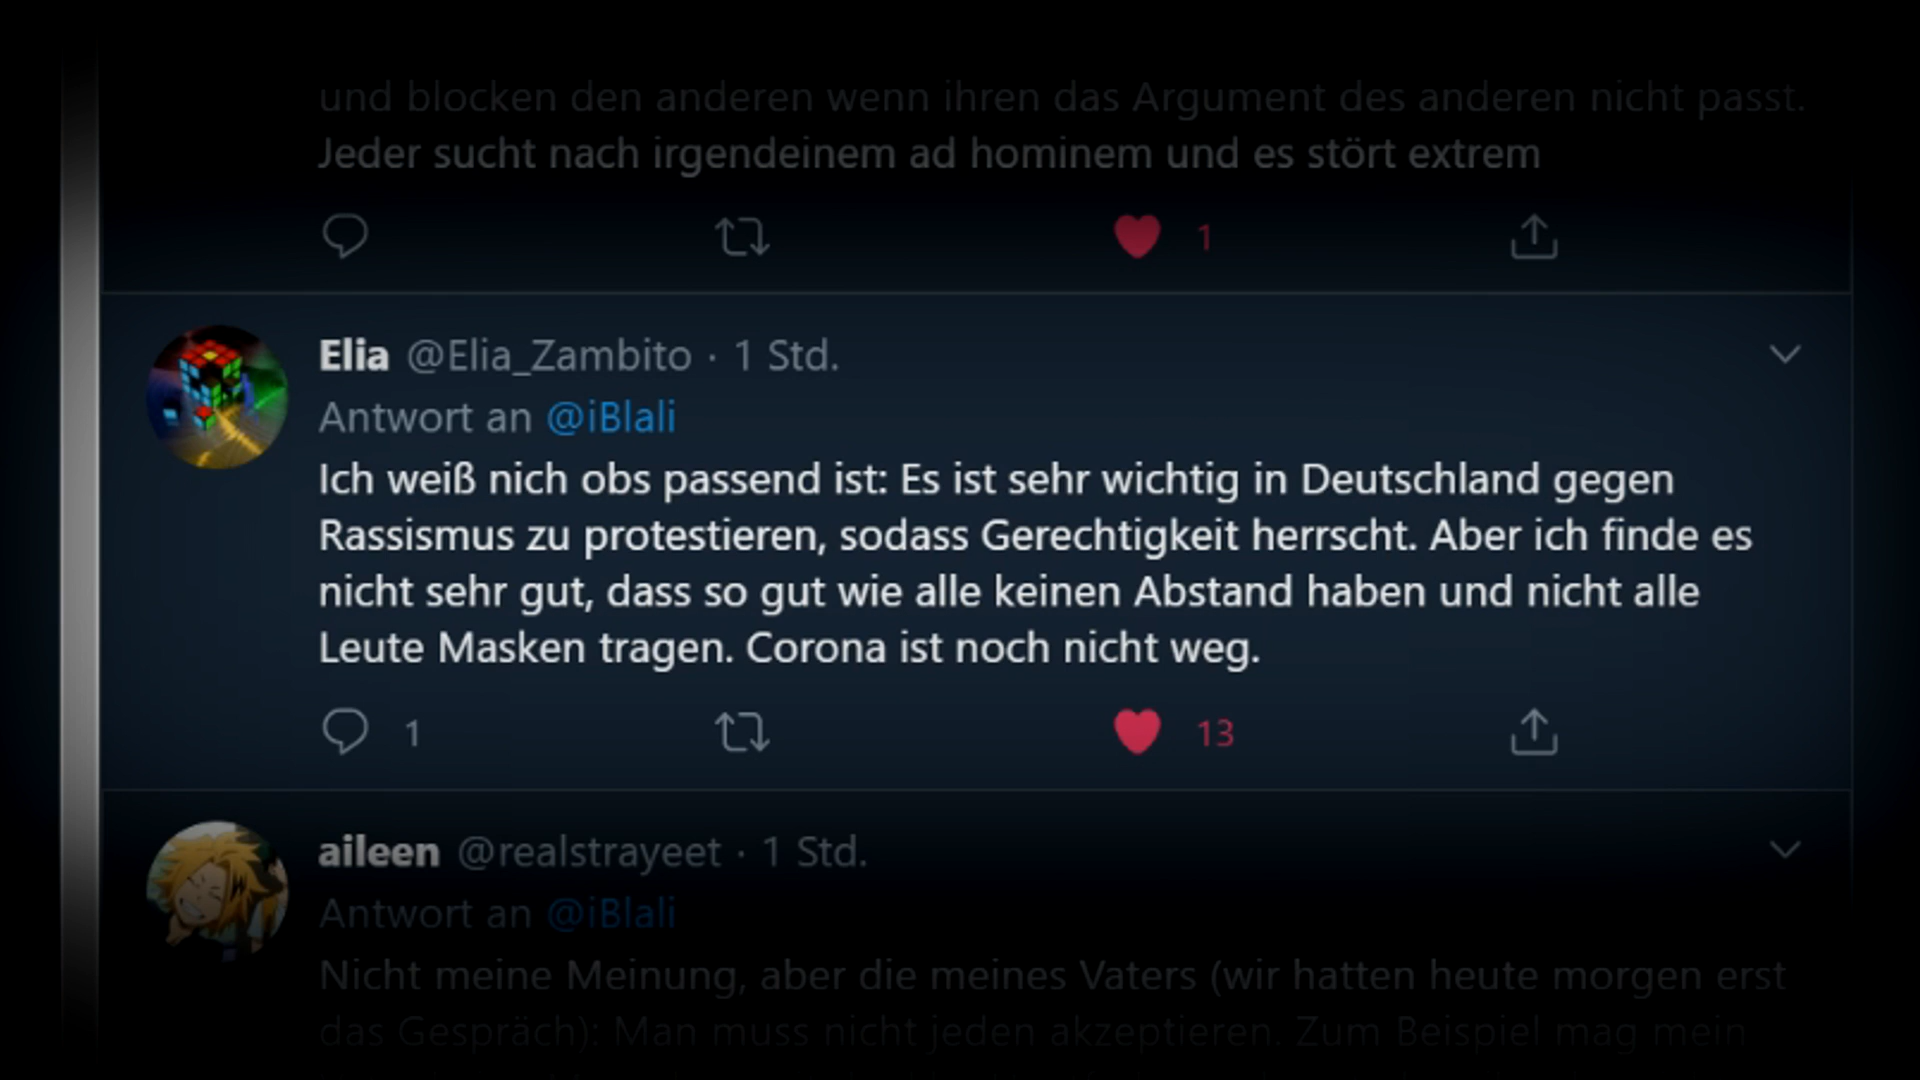 und blocken den anderen wenn ihren das Argument des anderen nicht passt.
Jeder sucht nach irgendeinem ad hominem und es stört extrem
1
Elia @Elia_Zambito · 1 Std.
Antwort an @iBlali
Ich weiß nich obs passend ist: Es ist sehr wichtig in Deutschland gegen
Rassismus zu protestieren, sodass Gerechtigkeit herrscht. Aber ich finde es
nicht sehr gut, dass so gut wie alle keinen Abstand haben und nicht alle
Leute Masken tragen. Corona ist noch nicht weg.
1 13
aileen @realstrayeet · 1 Std.
Antwort an @iBlali
Nicht meine Meinung, aber die meines Vaters (wir hatten heute morgen erst
das Gespräch): Man muss nicht jeden akzeptieren. Zum Beispiel mag mein